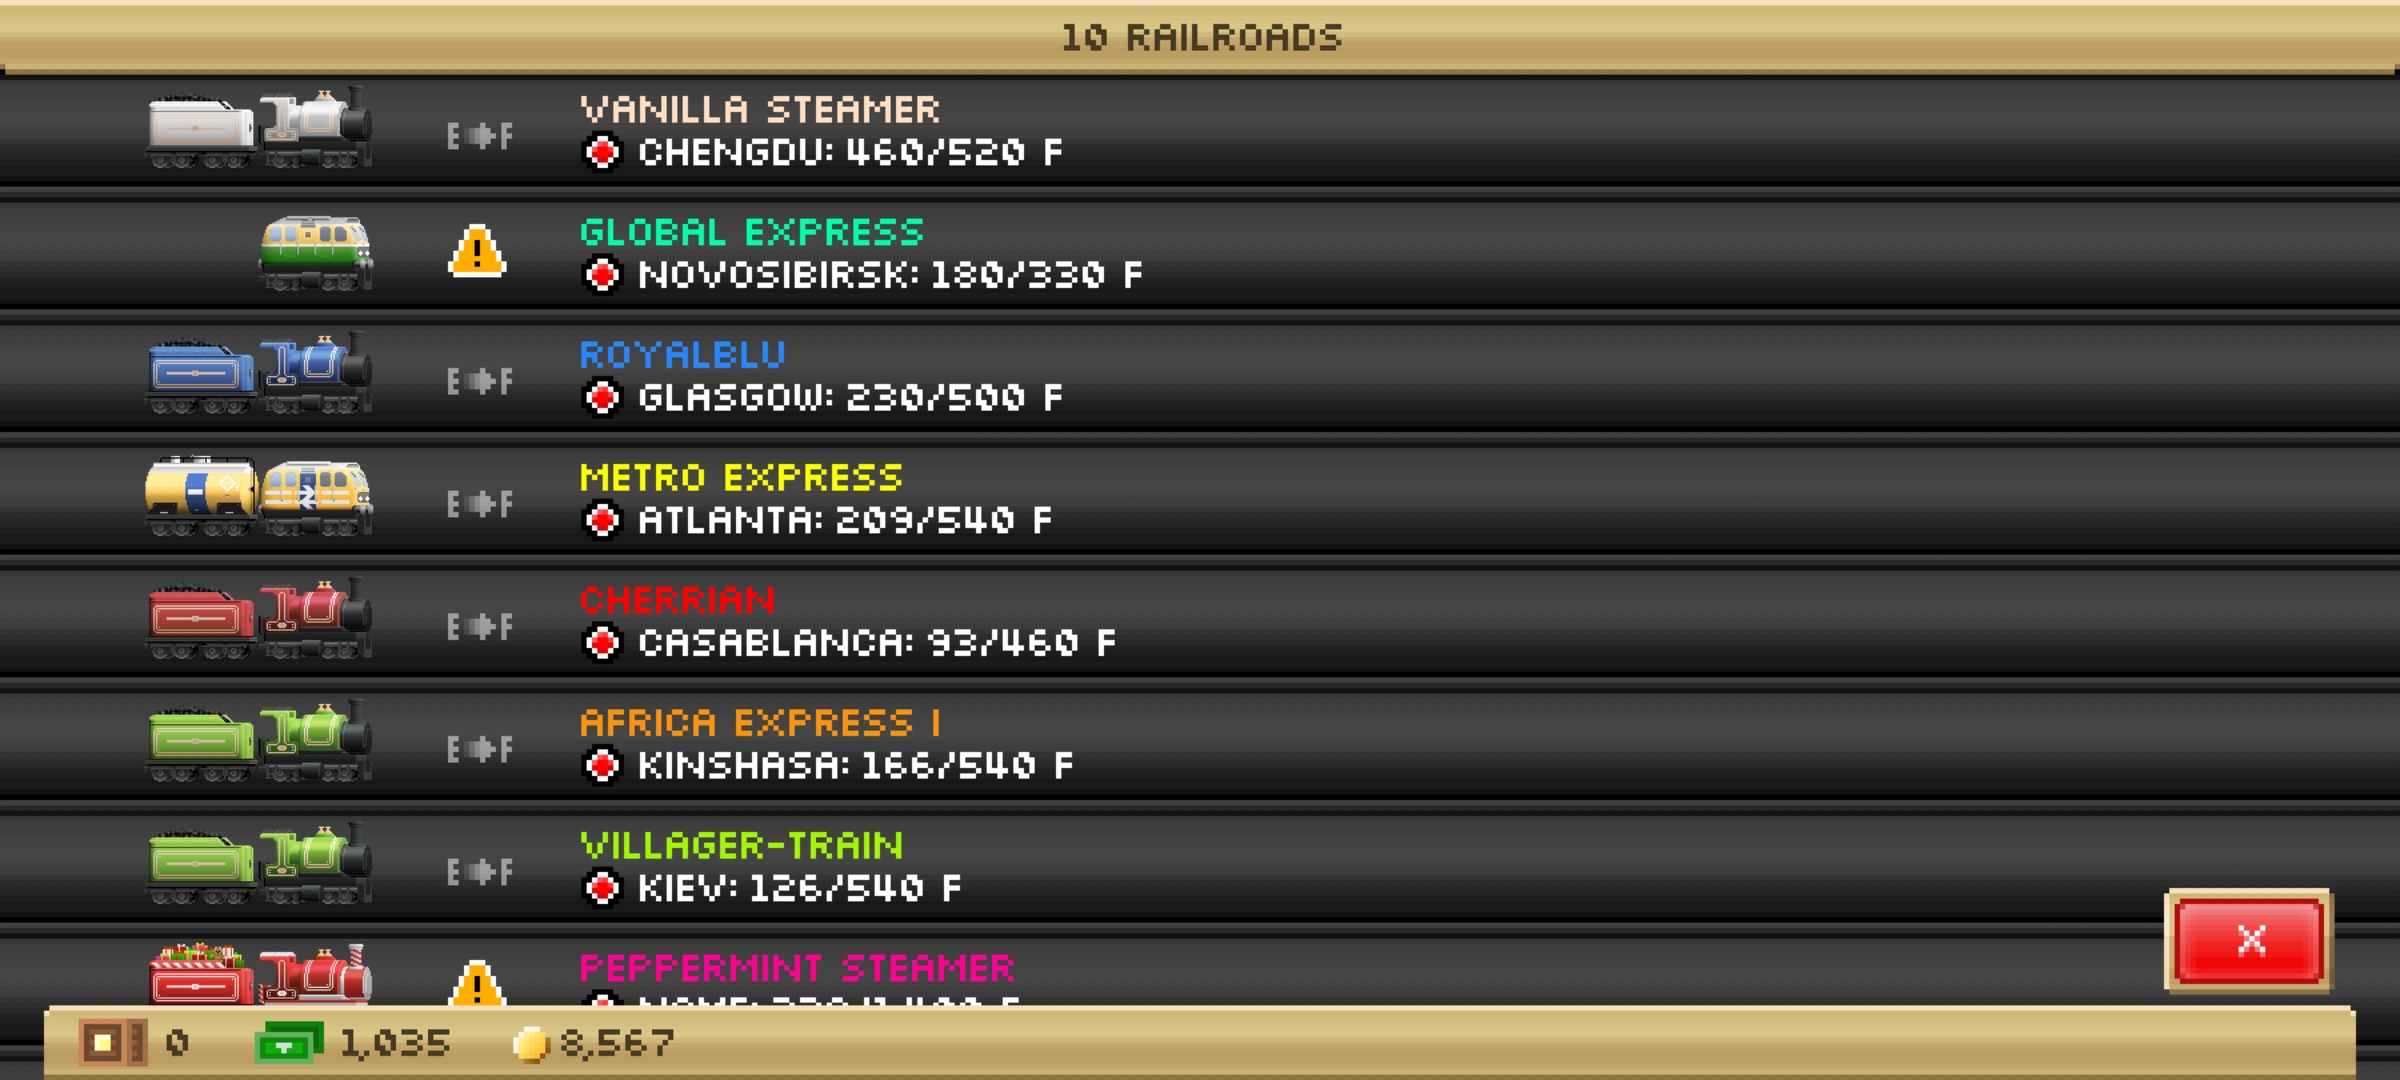 10 RAILROADS
VANILLA STEAMER
E F
CHENGDU: 460/520 F
GLOBAL EXPRESS
!
NOVOSIBIRSK: 180/330 F
ROYALBLU
E F
GLASGOW: 230/500 F
METRO EXPRESS
E F
ATLANTA: 209/540 F
CHERRIAN
E F
CASABLANCA: 93/460 F
AFRICA EXPRESS I
E F
KINSHASA: 166/540 F
VILLAGER-TRAIN
E F
KIEV: 126/540 F
PEPPERMINT STEAMER
!
X
0 1,035 8,567